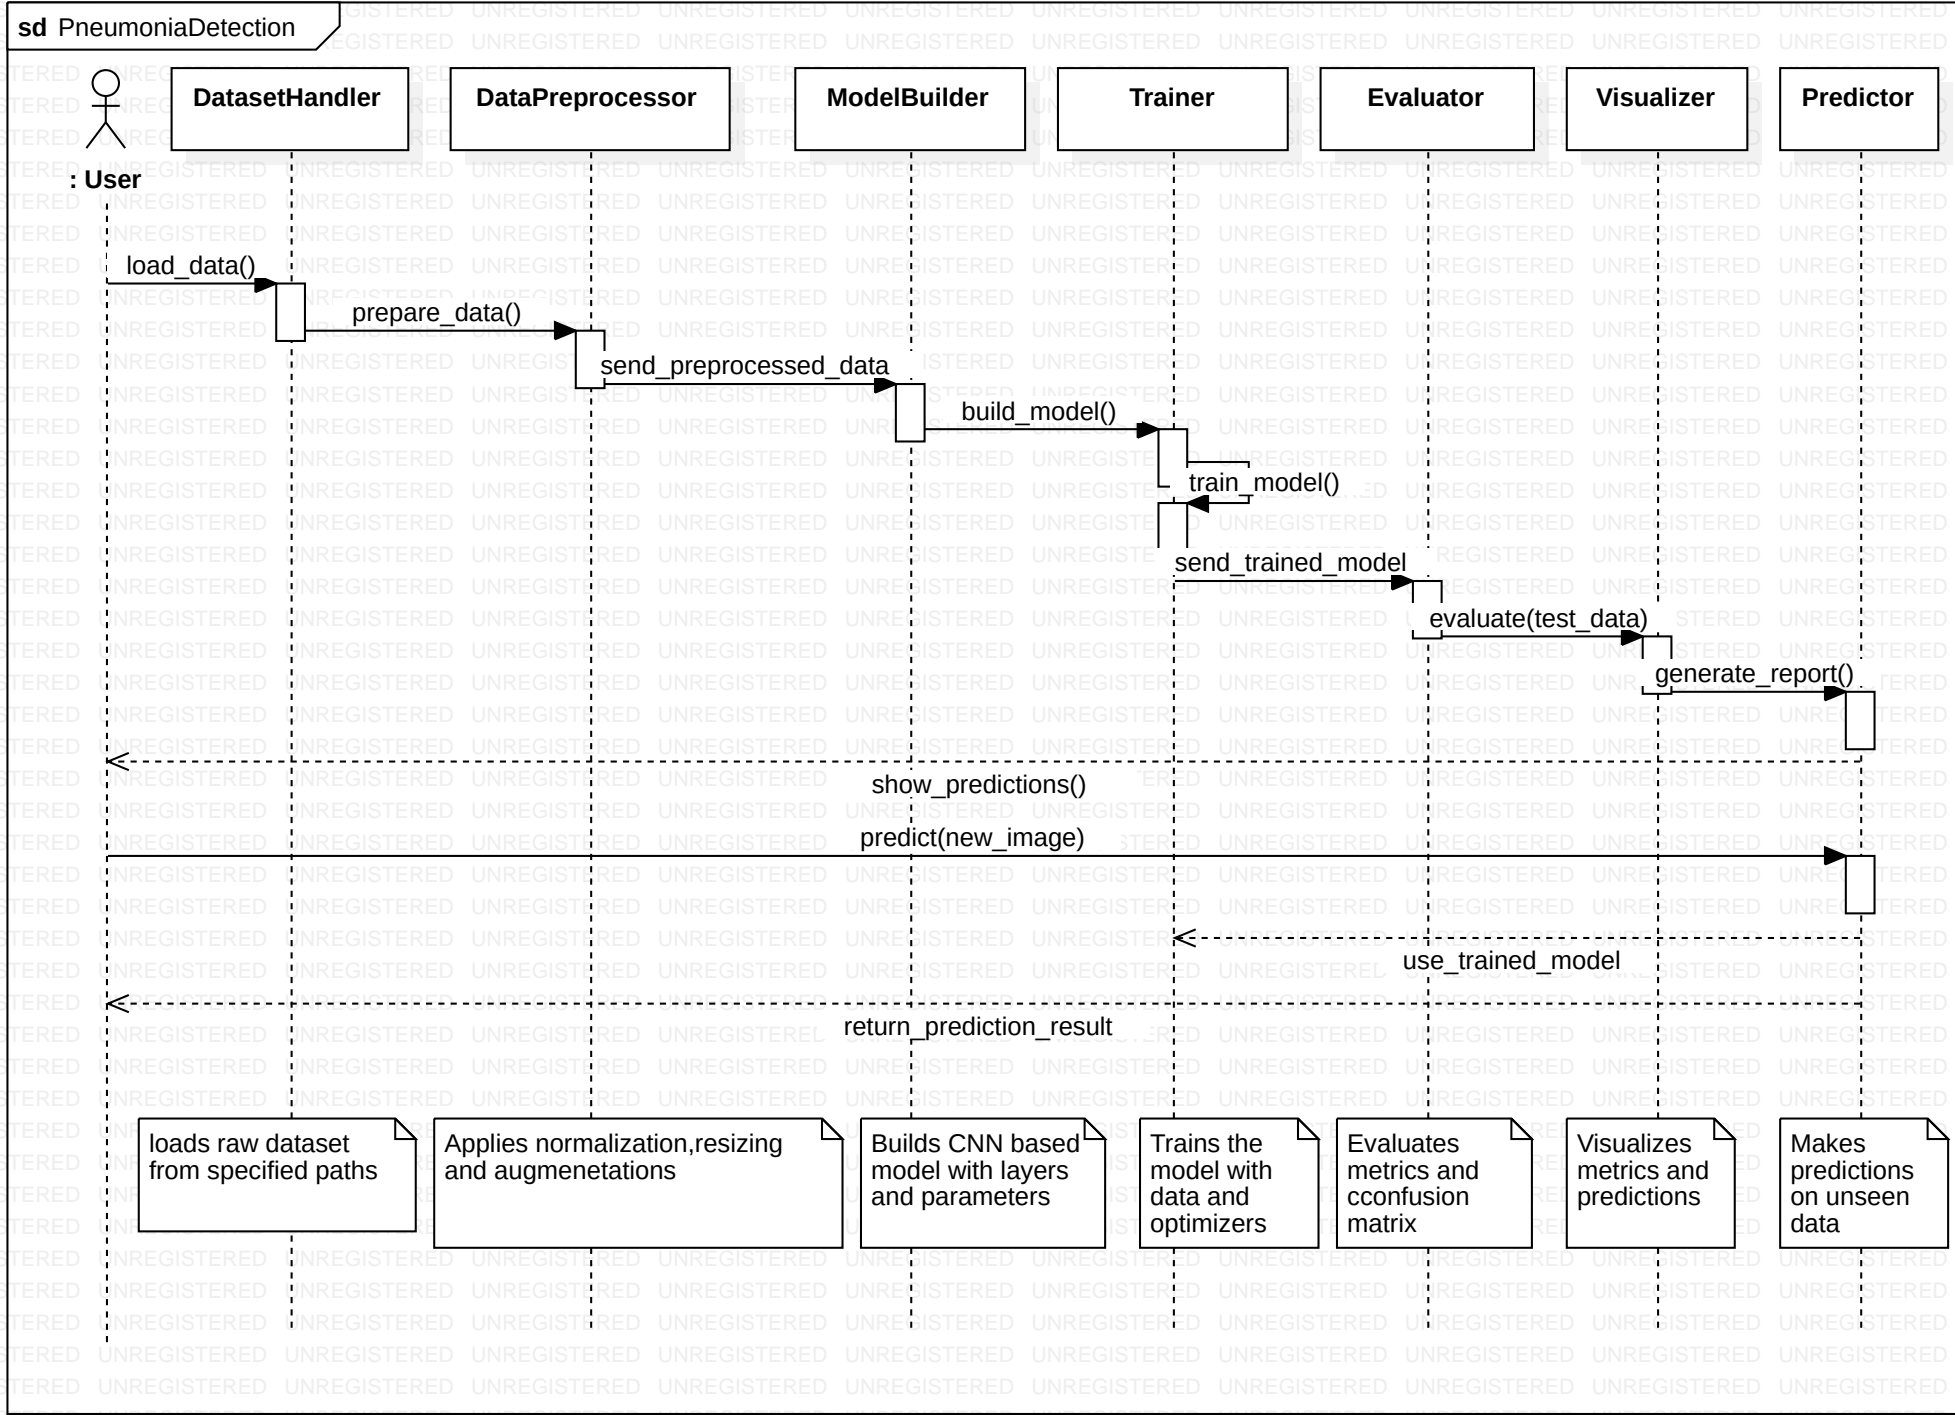 sd PneumoniaDetection
DatasetHandler
DataPreprocessor
ModelBuilder
Trainer
Evaluator
Visualizer
Predictor
: User
load_data()
prepare_data()
send_preprocessed_data
build_model()
train_model()
send_trained_model
evaluate(test_data)
generate_report()
show_predictions()
predict(new_image)
use_trained_model
return_prediction_result
loads raw dataset
from specified paths
Applies normalization,resizing
and augmenetations
Builds CNN based
model with layers
and parameters
Trains the
model with
data and
optimizers
Evaluates
metrics and
cconfusion
matrix
Visualizes
metrics and
predictions
Makes
predictions
on unseen
data
UNREGISTERED